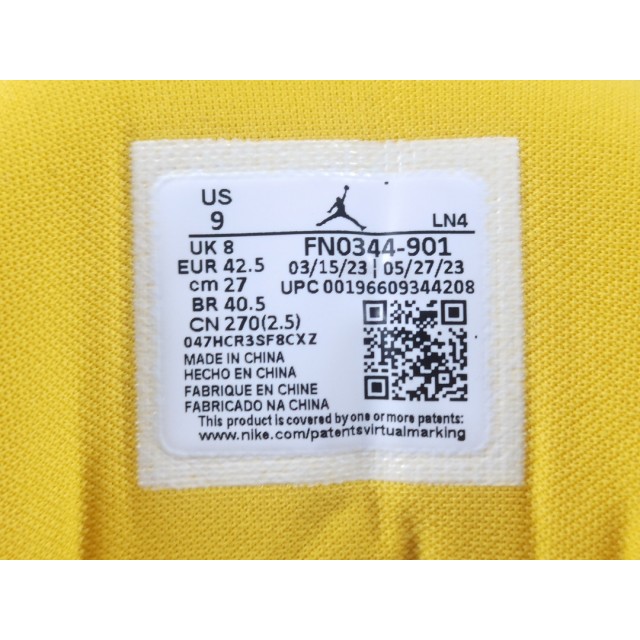 US
9
LN4
UK 8
FN0344-901
EUR 42.5
03/15/23 | 05/27/23
cm 27
UPC 00196609344208
BR 40.5
CN 270(2.5)
047HCR3SF8CXZ
MADE IN CHINA
HECHO EN CHINA
FABRIQUE EN CHINE
FABRICADO NA CHINA
This product is covered by one or more patents:
www.nike.com/patentsvirtualmarking